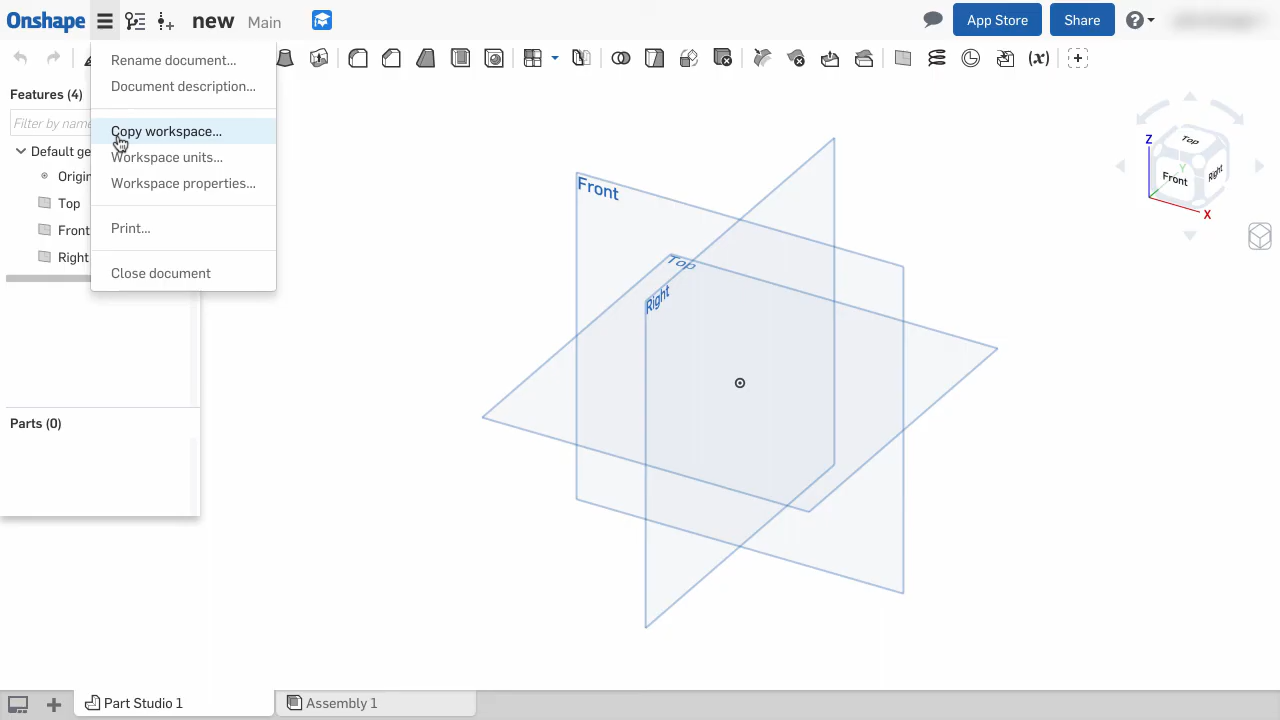 Onshape
new
Main
App Store
Share
Rename document...
Document description...
Copy workspace...
Workspace units...
Workspace properties...
Print...
Close document
Features (4)
Filter by name
Default ge
Origin
Top
Front
Right
Parts (0)
Front
Top
Right
Top
Front
Right
Z
Y
X
(x)
Part Studio 1
Assembly 1